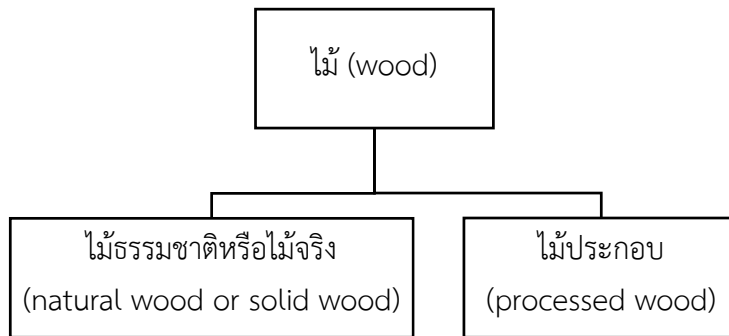 ไม้ (wood)
ไม้ธรรมชาติหรือไม้จริง
(natural wood or solid wood)
ไม้ประกอบ
(processed wood)